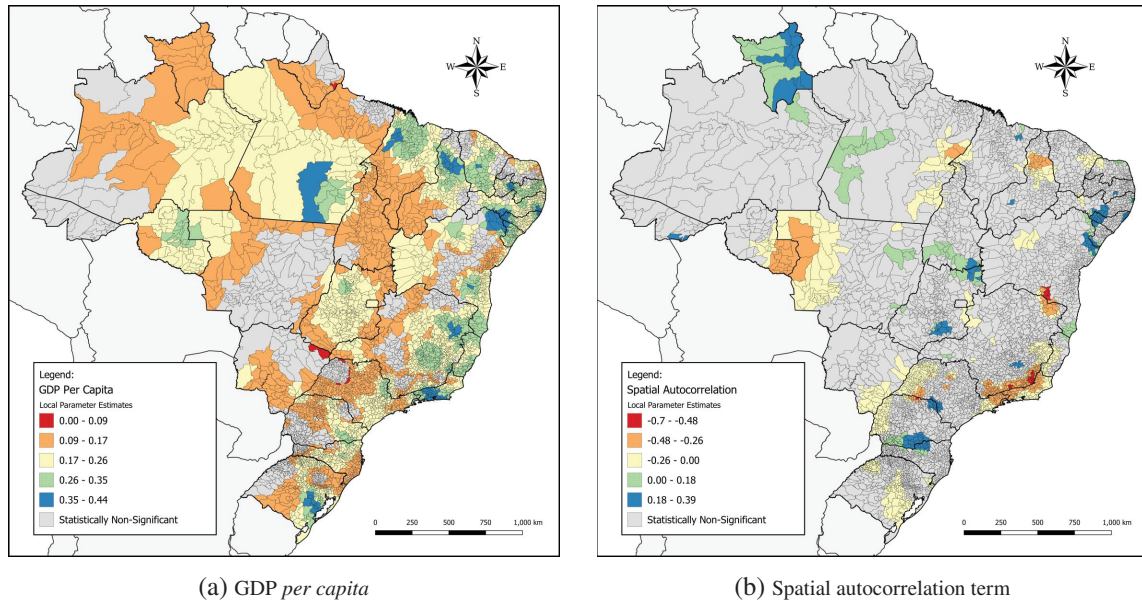 N
W E
S
Legend:
GDP Per Capita
Local Parameter Estimates
0.00 - 0.09
0.09 - 0.17
0.17 - 0.26
0.26 - 0.35
0.35 - 0.44
Statistically Non-Significant
0 250 500 750 1,000 km
(a) GDP per capita
N
W E
S
Legend:
Spatial Autocorrelation
Local Parameter Estimates
-0.7 - -0.48
-0.48 - -0.26
-0.26 - 0.00
0.00 - 0.18
0.18 - 0.39
Statistically Non-Significant
0 250 500 750 1,000 km
(b) Spatial autocorrelation term